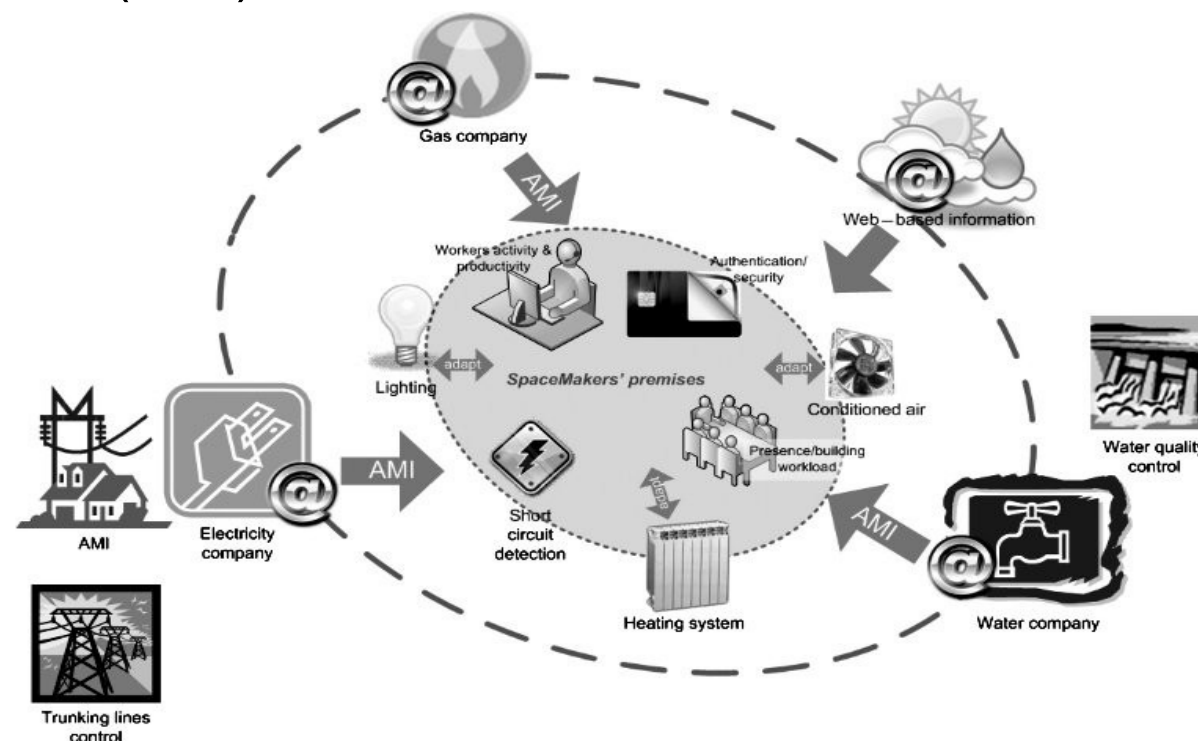 Gas company
AMI
Web-based information
Workers activity &
productivity
Authentication/
security
Lighting
adapt
SpaceMakers' premises
adapt
Conditioned air
Water quality
control
Presence/building
workload
AMI
AMI
Electricity
company
AMI
Short
circuit
detection
adapt
AMI
Heating system
Water company
Trunking lines
control